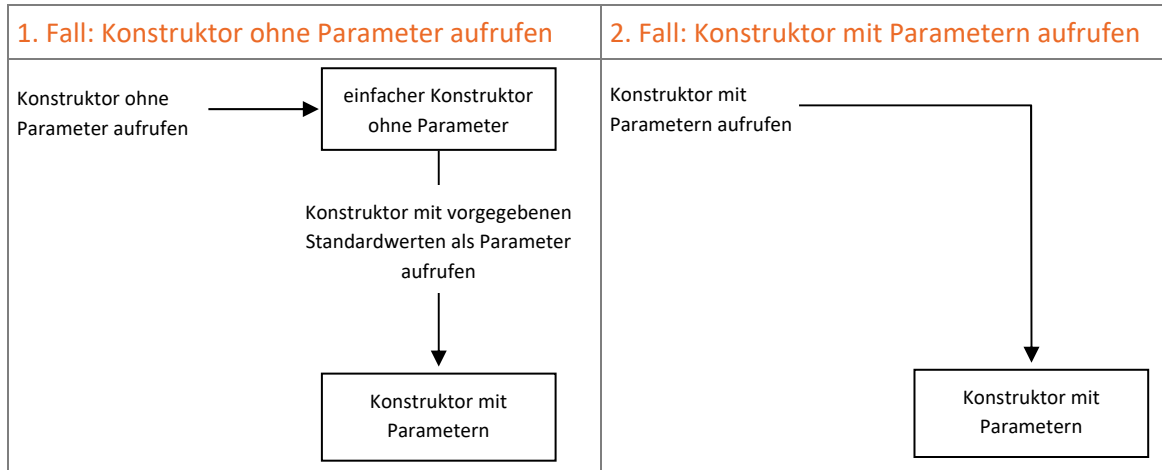 1. Fall: Konstruktor ohne Parameter aufrufen
Konstruktor ohne
Parameter aufrufen
einfacher Konstruktor
ohne Parameter
Konstruktor mit vorgegebenen
Standardwerten als Parameter
aufrufen
Konstruktor mit
Parametern
2. Fall: Konstruktor mit Parametern aufrufen
Konstruktor mit
Parametern aufrufen
Konstruktor mit
Parametern